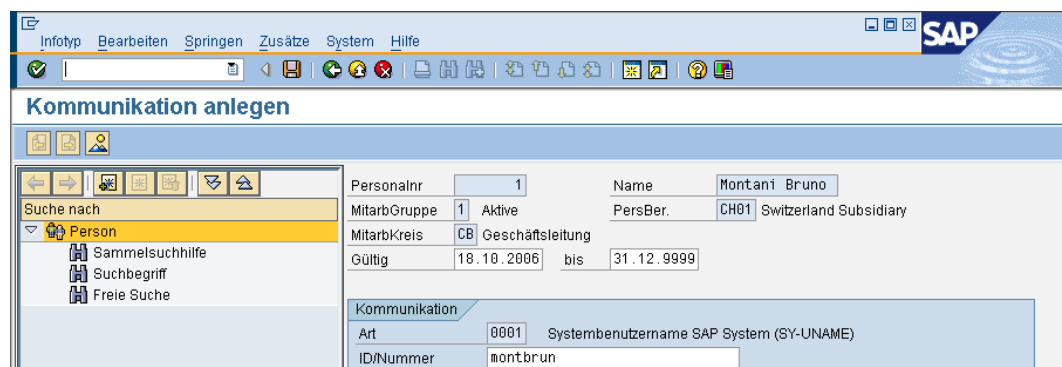 Infotyp Bearbeiten Springen Zusätze System Hilfe
SAP
Kommunikation anlegen
Suche nach
Person
Sammelsuchhilfe
Suchbegriff
Freie Suche
Personalnr 1 Name Montani Bruno
MitarbGruppe 1 Aktive PersBer. CH01 Switzerland Subsidiary
MitarbKreis CB Geschäftsleitung
Gültig 18.10.2006 bis 31.12.9999
Kommunikation
Art 0001 Systembenutzername SAP System (SY-UNAME)
ID/Nummer montbrun